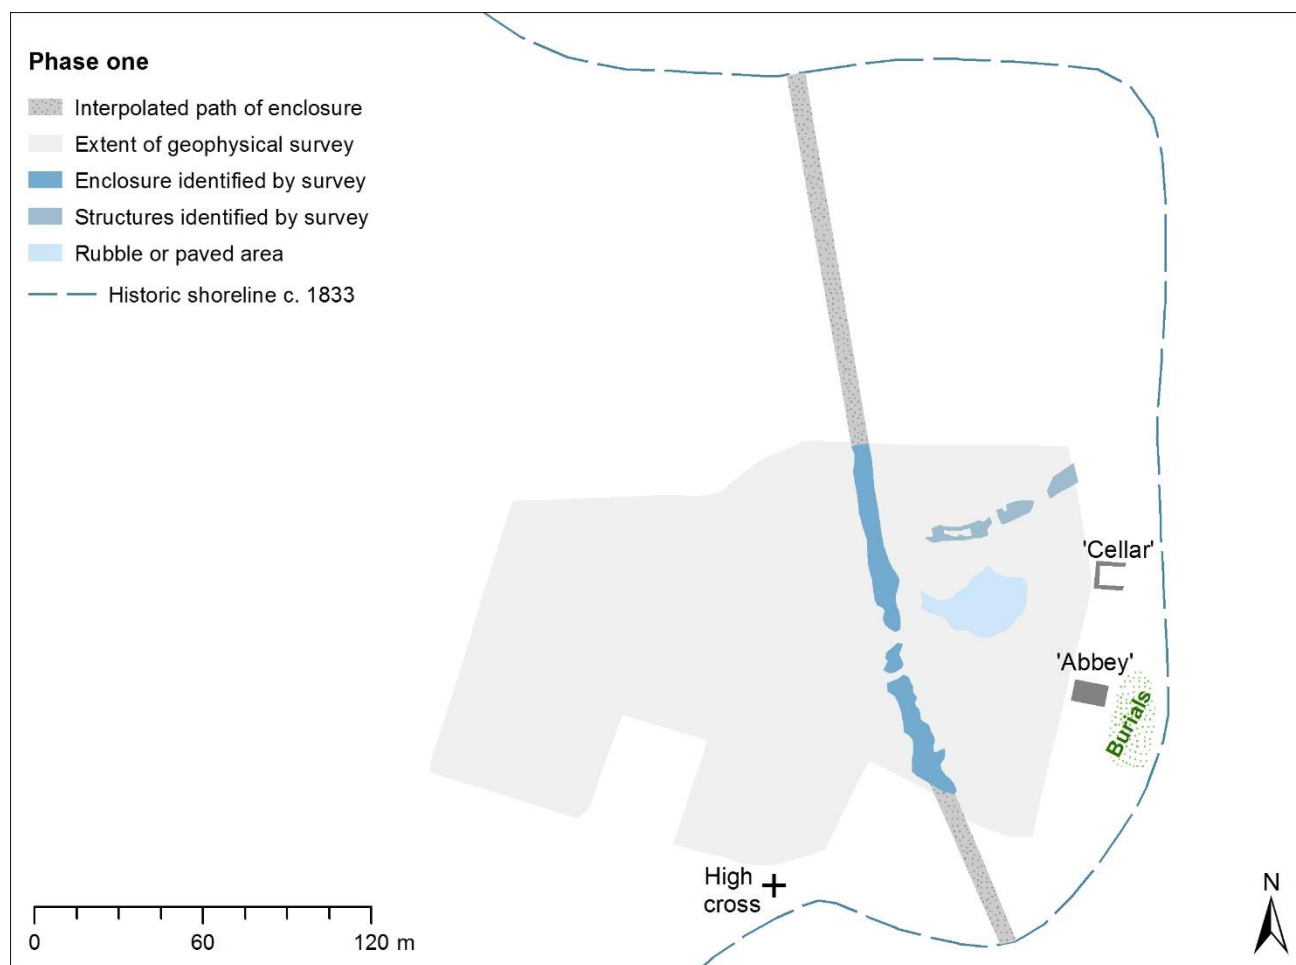 Phase one
Interpolated path of enclosure
Extent of geophysical survey
Enclosure identified by survey
Structures identified by survey
Rubble or paved area
Historic shoreline c. 1833
'Cellar'
'Abbey'
Burials
High
cross
N
0 60 120 m